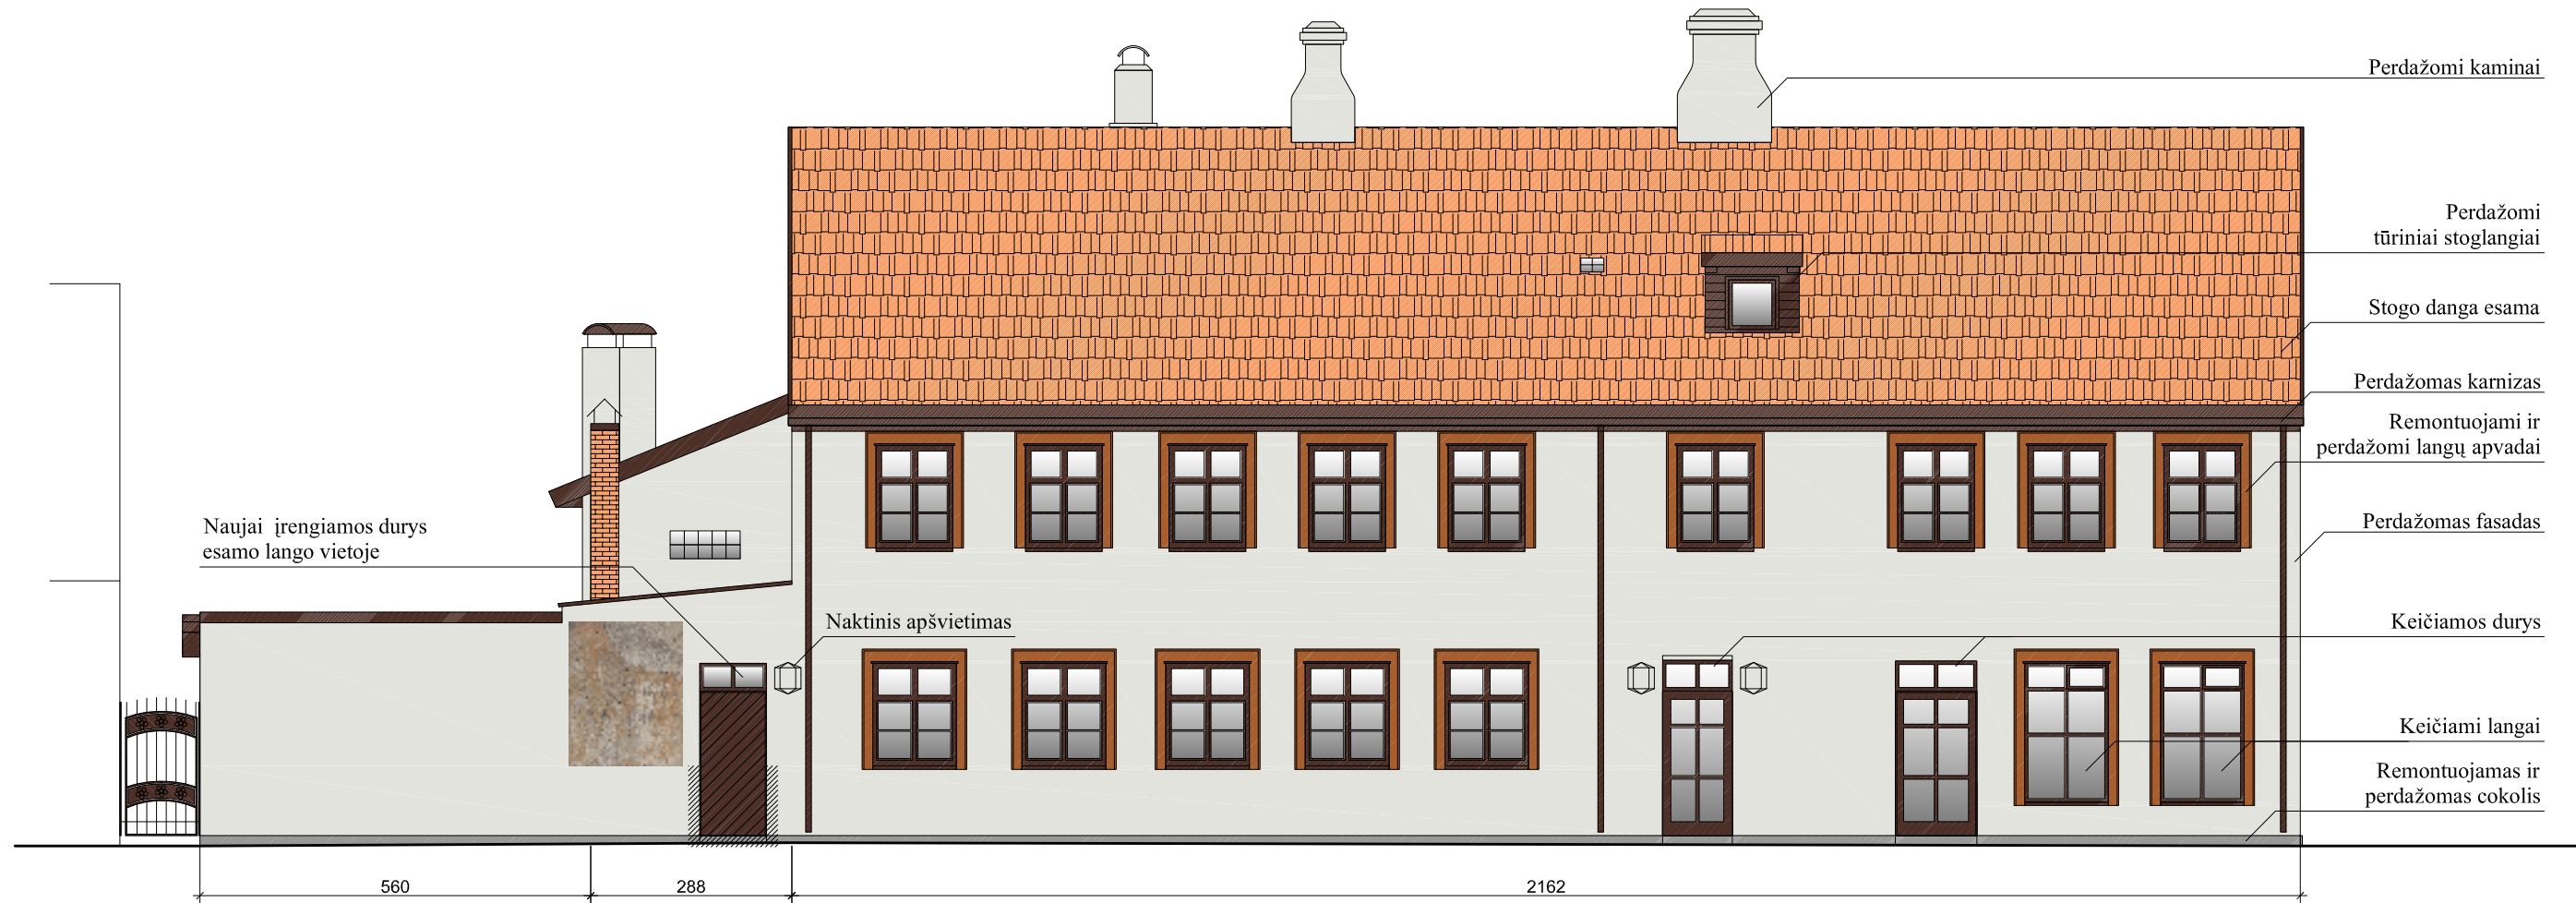 Perdažomi kaminai
Perdažomi
tūriniai stoglangiai
Stogo danga esama
Perdažomas karnizas
Remontuojami ir
perdažomi langų apvadai
Naujai įrengiamos durys
esamo lango vietoje
Perdažomas fasadas
Naktinis apšvietimas
Keičiamos durys
Keičiami langai
Remontuojamas ir
perdažomas cokolis
560
288
2162